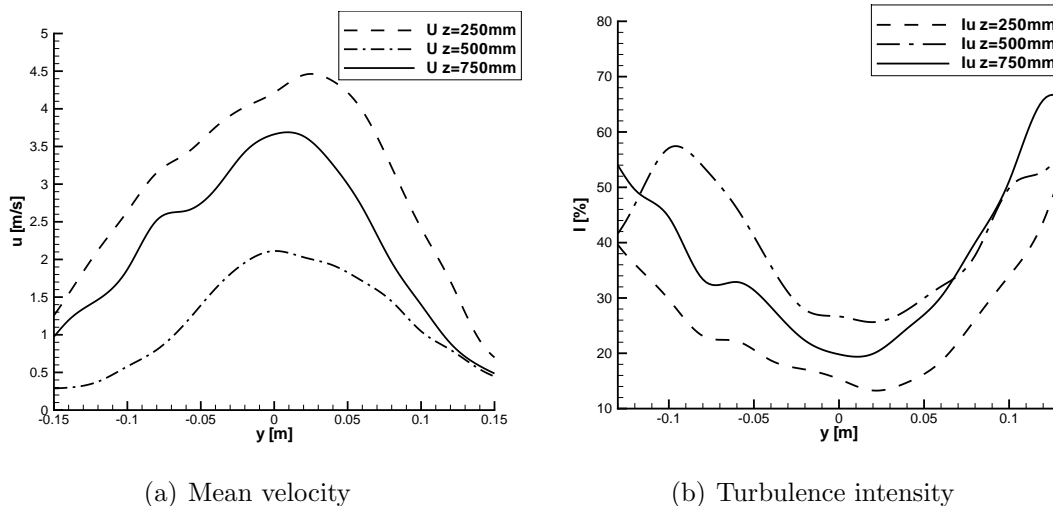 U z=250mm
U z=500mm
U z=750mm
5
4.5
4
3.5
3
2.5
2
1.5
1
0.5
0
u [m/s]
-0.15 -0.1 -0.05 0 0.05 0.1 0.15
y [m]
(a) Mean velocity
Iu z=250mm
Iu z=500mm
Iu z=750mm
80
70
60
50
40
30
20
10
I [%]
-0.1 -0.05 0 0.05 0.1
y [m]
(b) Turbulence intensity